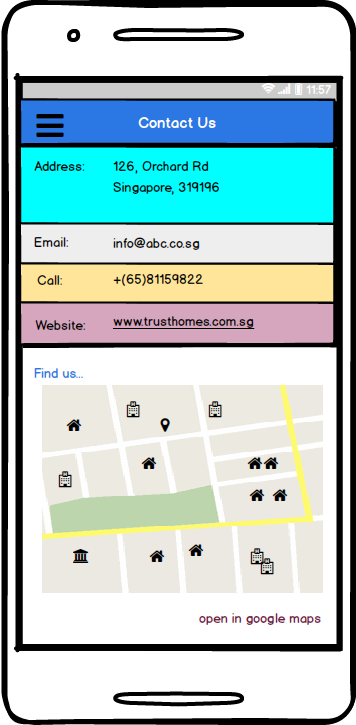 11:57
Contact Us
Address: 126, Orchard Rd
Singapore, 319196
Email: info@abc.co.sg
Call: +(65)81159822
Website: www.trusthomes.com.sg
Find us...
open in google maps